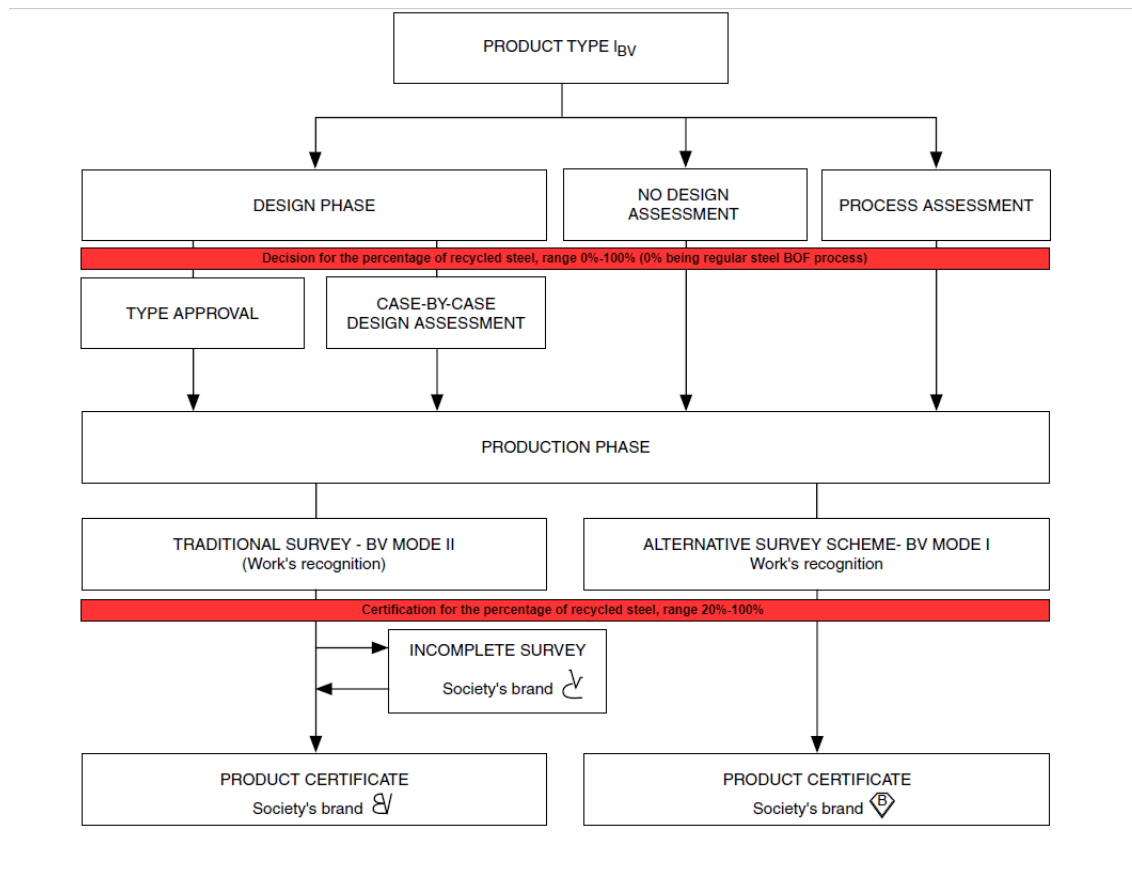 PRODUCT TYPE IBV
DESIGN PHASE
NO DESIGN
ASSESSMENT
PROCESS ASSESSMENT
Decision for the percentage of recycled steel, range 0%-100% (0% being regular steel BOF process)
TYPE APPROVAL
CASE-BY-CASE
DESIGN ASSESSMENT
PRODUCTION PHASE
TRADITIONAL SURVEY - BV MODE II
(Work's recognition)
ALTERNATIVE SURVEY SCHEME- BV MODE I
Work's recognition
Certification for the percentage of recycled steel, range 20%-100%
INCOMPLETE SURVEY
Society's brand
PRODUCT CERTIFICATE
Society's brand BV
PRODUCT CERTIFICATE
Society's brand B